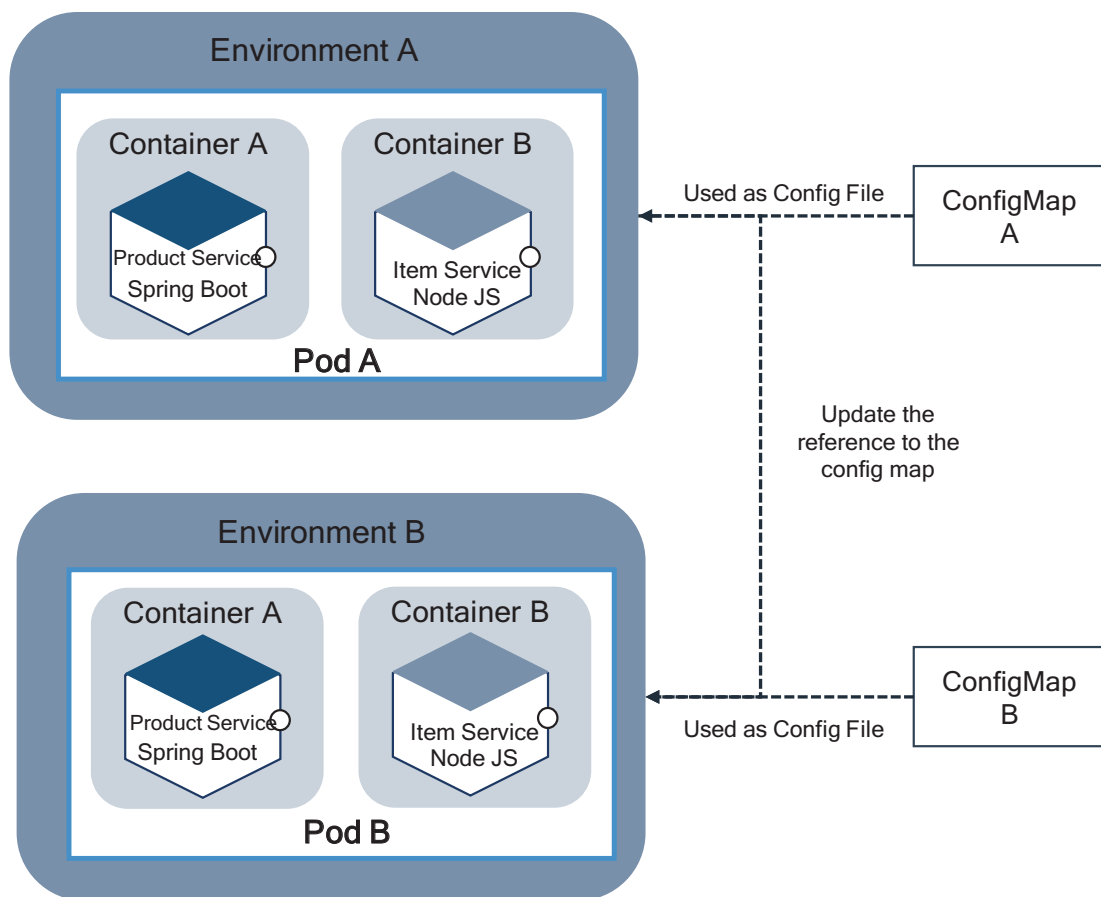 Environment A
Container A
Container B
Product Service
Spring Boot
Item Service
Node JS
Pod A
Used as Config File
ConfigMap
A
Update the
reference to the
config map
Environment B
Container A
Container B
Product Service
Spring Boot
Item Service
Node JS
Pod B
Used as Config File
ConfigMap
B